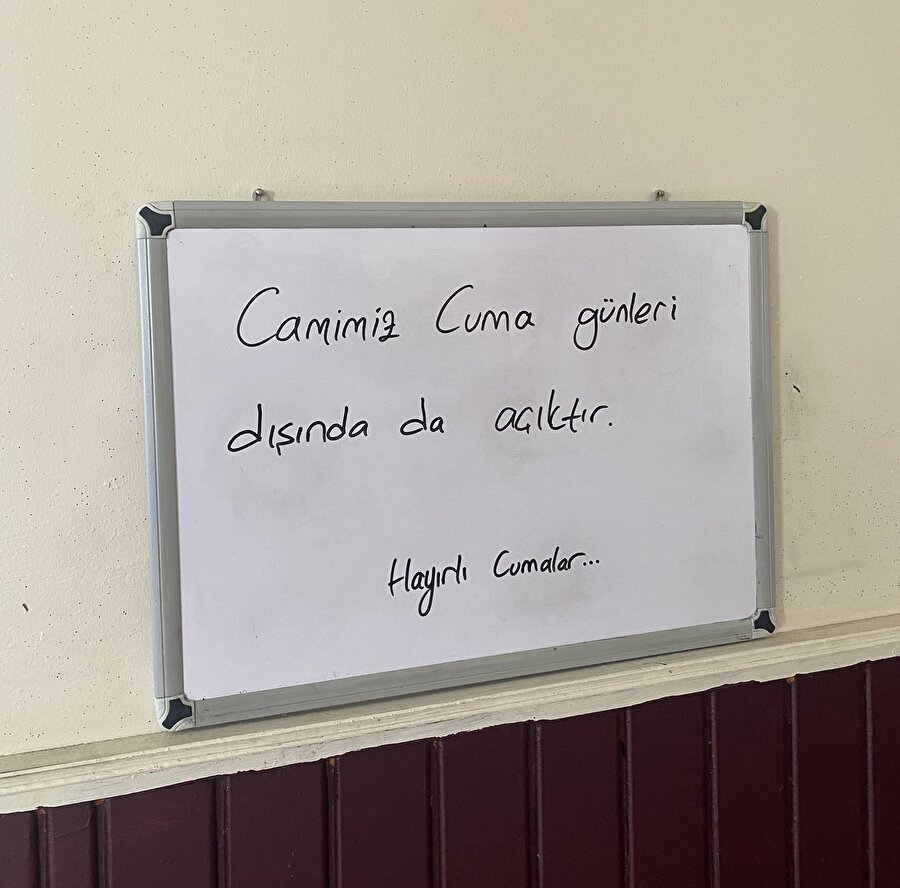 Camimiz Cuma günleri
dışında da açıktır.
Hayırlı Cumalar...